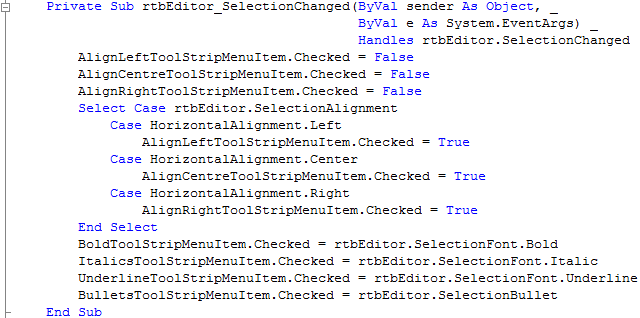 Private Sub rtbEditor_SelectionChanged(ByVal sender As Object, _
ByVal e As System.EventArgs) _
Handles rtbEditor.SelectionChanged
AlignLeftToolStripMenuItem.Checked = False
AlignCentreToolStripMenuItem.Checked = False
AlignRightToolStripMenuItem.Checked = False
Select Case rtbEditor.SelectionAlignment
Case HorizontalAlignment.Left
AlignLeftToolStripMenuItem.Checked = True
Case HorizontalAlignment.Center
AlignCentreToolStripMenuItem.Checked = True
Case HorizontalAlignment.Right
AlignRightToolStripMenuItem.Checked = True
End Select
BoldToolStripMenuItem.Checked = rtbEditor.SelectionFont.Bold
ItalicsToolStripMenuItem.Checked = rtbEditor.SelectionFont.Italic
UnderlineToolStripMenuItem.Checked = rtbEditor.SelectionFont.Underline
BulletsToolStripMenuItem.Checked = rtbEditor.SelectionBullet
End Sub